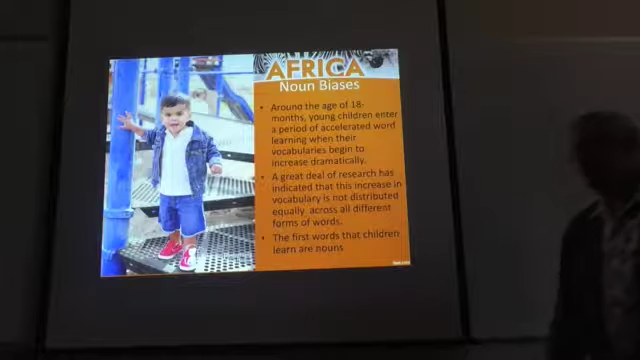 AFRICA
Noun Biases
• Around the age of 18-
months, young children enter
a period of accelerated word
learning when their
vocabularies begin to
increase dramatically.
• A great deal of research has
indicated that this increase in
vocabulary is not distributed
equally across all different
forms of words.
• The first words that children
learn are nouns